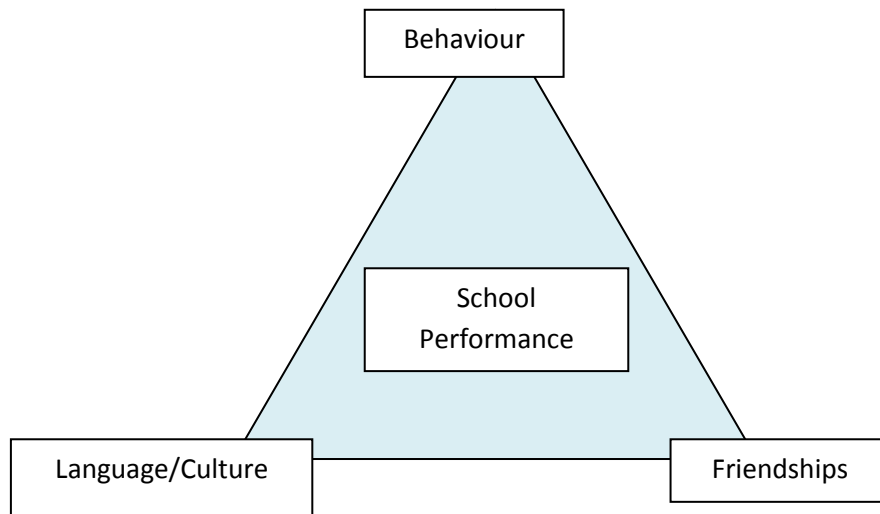 Behaviour
School
Performance
Language/Culture
Friendships